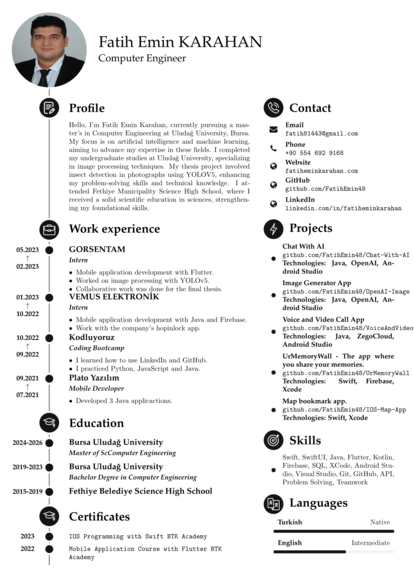 Fatih Emin KARAHAN
Computer Engineer
Profile
Hello, I'm Fatih Emin Karahan, currently pursuing a mas-
ter's in Computer Engineering at Uludağ University, Bursa.
My focus is on artificial intelligence and machine learning,
aiming to advance my expertise in these fields. I completed
my undergraduate studies at Uludağ University, specializing
in image processing techniques. My thesis project involved
insect detection in photographs using YOLOV5, enhancing
my problem-solving skills and technical knowledge. I at-
tended Fethiye Municipality Science High School, where I
received a solid scientific education in sciences, strengthen-
ing my foundational skills.
Work experience
05.2023
↑
02.2023
GORSENTAM
Intern
• Mobile application development with Flutter.
• Worked on image processing with YOLOv5.
• Collaborative work was done for the final thesis.
01.2023
↑
10.2022
VEMUS ELEKTRONİK
Intern
• Mobile application development with Java and Firebase.
• Work with the company's hopinlock app.
10.2022
↑
09.2022
Kodluyoruz
Coding Bootcamp
• I learned how to use LinkedIn and GitHub.
• I practiced Python, JavaScript and Java.
09.2021
↑
07.2021
Plato Yazılım
Mobile Developer
• Developed 3 Java applicactions.
Education
2024-2026
Bursa Uludağ University
Master of ScComputer Engineering
2019-2023
Bursa Uludağ University
Bachelor Degree in Computer Engineering
2015-2019
Fethiye Belediye Science High School
Certificates
2023
IOS Programming with Swift BTK Academy
2022
Mobile Application Course with Flutter BTK
Academy
Contact
Email
fatih81443@gmail.com
Phone
+90 554 692 9168
Website
fatiheminkarahan.com
GitHub
github.com/FatihEmin48
LinkedIn
linkedin.com/in/fatiheminkarahan
Projects
Chat With AI
github.com/FatihEmin48/Chat-With-AI
Technologies: Java, OpenAI, An-
droid Studio
Image Generator App
github.com/FatihEmin48/OpenAI-Image
Technologies: Java, OpenAI, An-
droid Studio
Voice and Video Call App
github.com/FatihEmin48/VoiceAndVideo
Technologies: Java, ZegoCloud,
Android Studio
UrMemoryWall - The app where
you share your memories.
github.com/FatihEmin48/UrMemoryWall
Technologies: Swift, Firebase,
Xcode
Map bookmark app.
github.com/FatihEmin48/IOS-Map-App
Technologies: Swift, Xcode
Skills
Swift, SwiftUI, Java, Flutter, Kotlin,
Firebase, SQL, XCode, Android Stu-
dio, Visual Studio, Git, GitHub, API,
Problem Solving, Teamwork
Languages
Turkish Native
English Intermediate